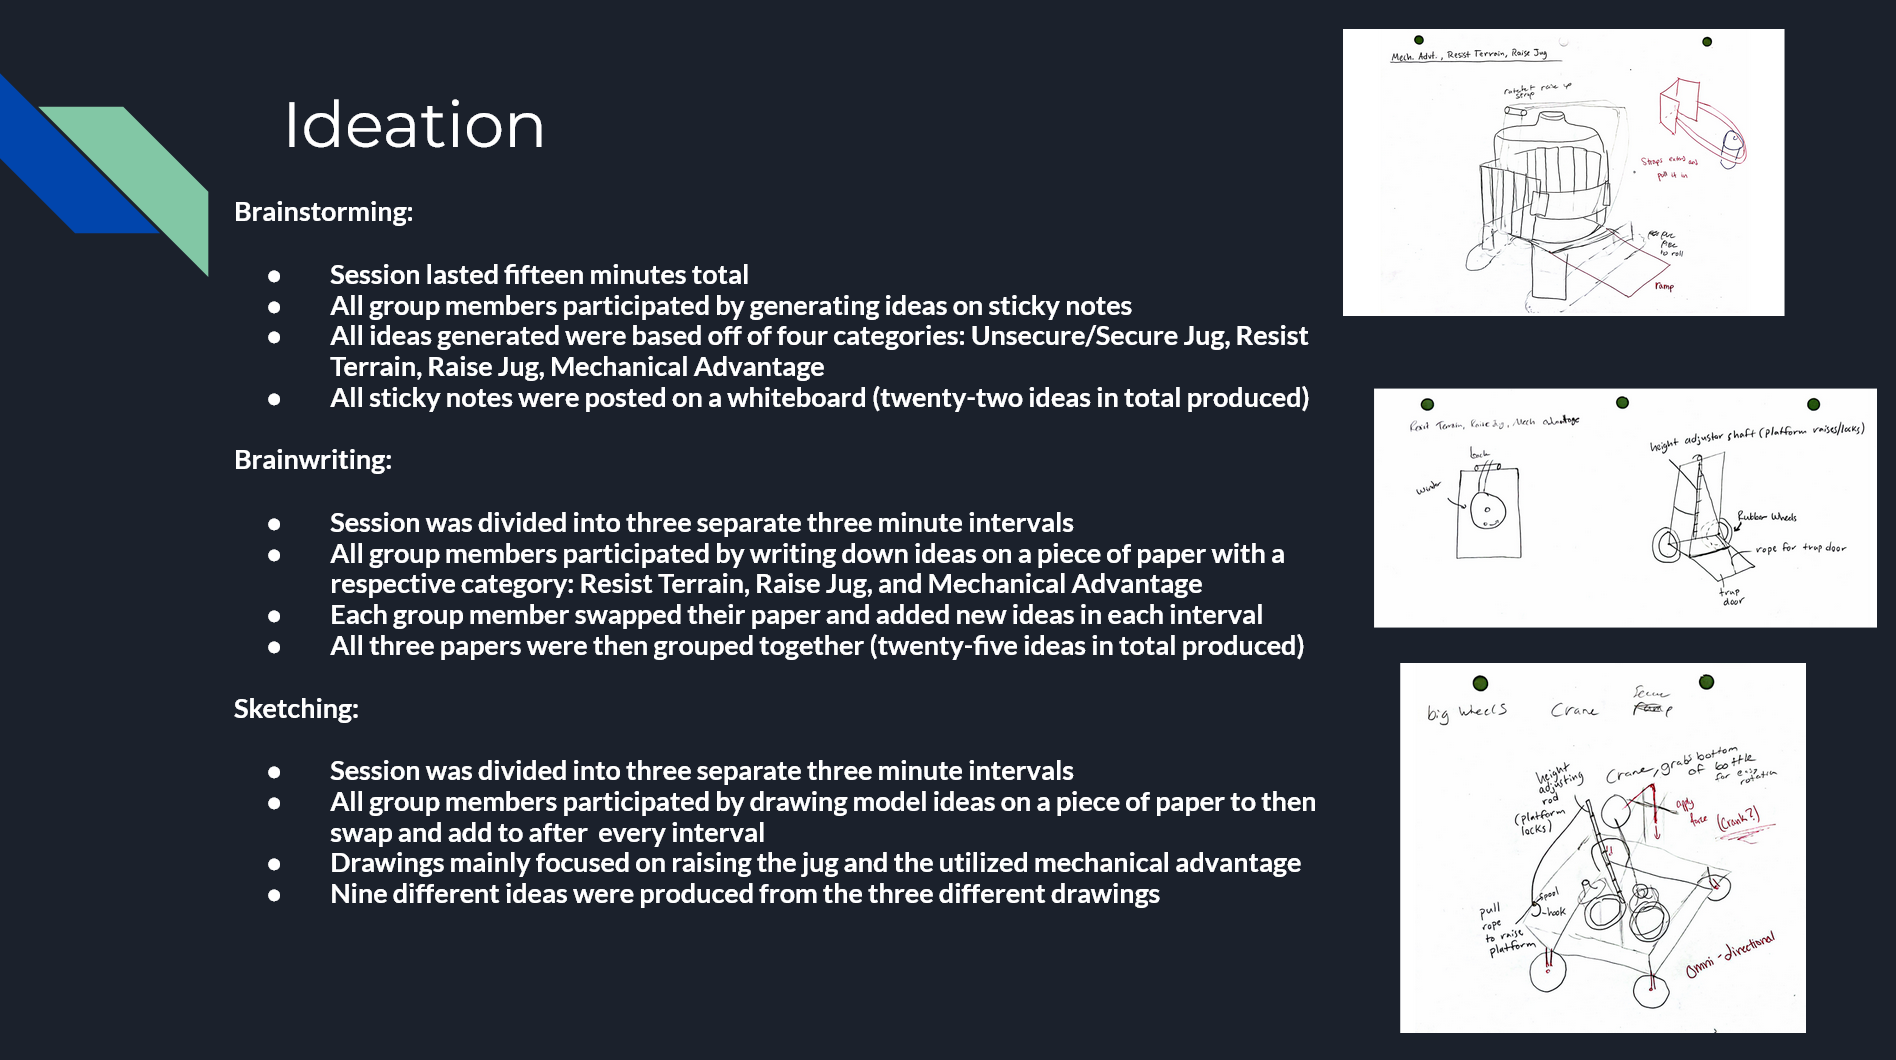 Ideation
Brainstorming:
● Session lasted fifteen minutes total
● All group members participated by generating ideas on sticky notes
● All ideas generated were based off of four categories: Unsecure/Secure Jug, Resist
Terrain, Raise Jug, Mechanical Advantage
● All sticky notes were posted on a whiteboard (twenty-two ideas in total produced)
Brainwriting:
● Session was divided into three separate three minute intervals
● All group members participated by writing down ideas on a piece of paper with a
respective category: Resist Terrain, Raise Jug, and Mechanical Advantage
● Each group member swapped their paper and added new ideas in each interval
● All three papers were then grouped together (twenty-five ideas in total produced)
Sketching:
● Session was divided into three separate three minute intervals
● All group members participated by drawing model ideas on a piece of paper to then
swap and add to after every interval
● Drawings mainly focused on raising the jug and the utilized mechanical advantage
● Nine different ideas were produced from the three different drawings
Mech. Advt., Resist Terrain, Raise Jug
ratchet raise up
strap
Straps extend and
pull it in
to roll
ramp
Resist Terrain, Raise Jug, Mech advantage
back
height adjustor shaft (platform raises/locks)
Rubber Wheels
rope for trap door
trap
door
big wheels
Crane
Secure
height
adjusting
rod
(platform
locks)
Crane, grabs bottom
of bottle
for easy
rotation
apply
force
(Crank?)
spool
-hook
pull
rope
to raise
platform
Omni-directional